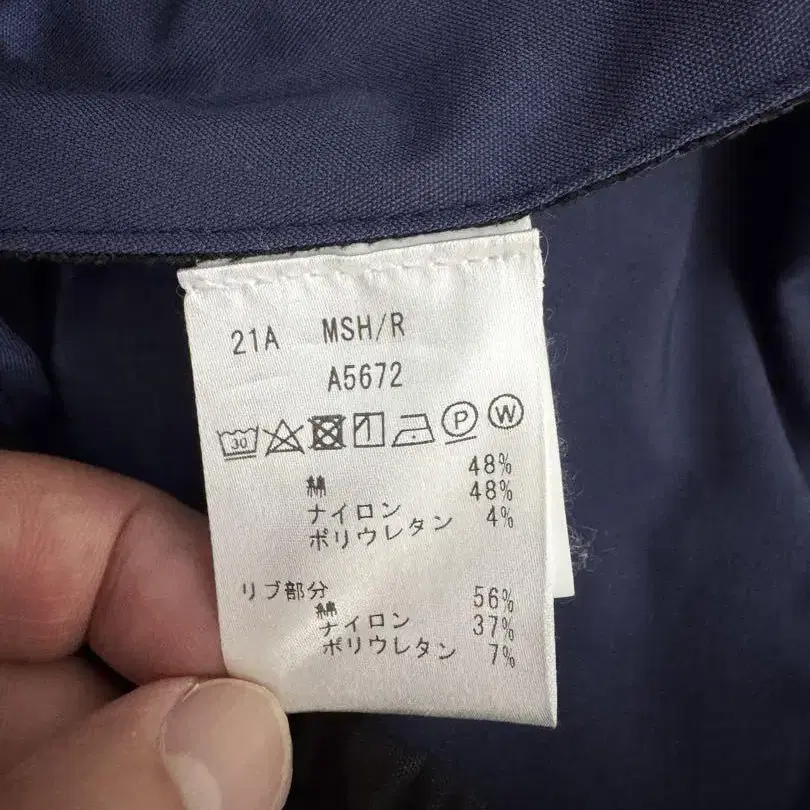 21A MSH/R
A5672
30 P W
綿 48%
ナイロン 48%
ポリウレタン 4%
リブ部分
綿 56%
ナイロン 37%
ポリウレタン 7%